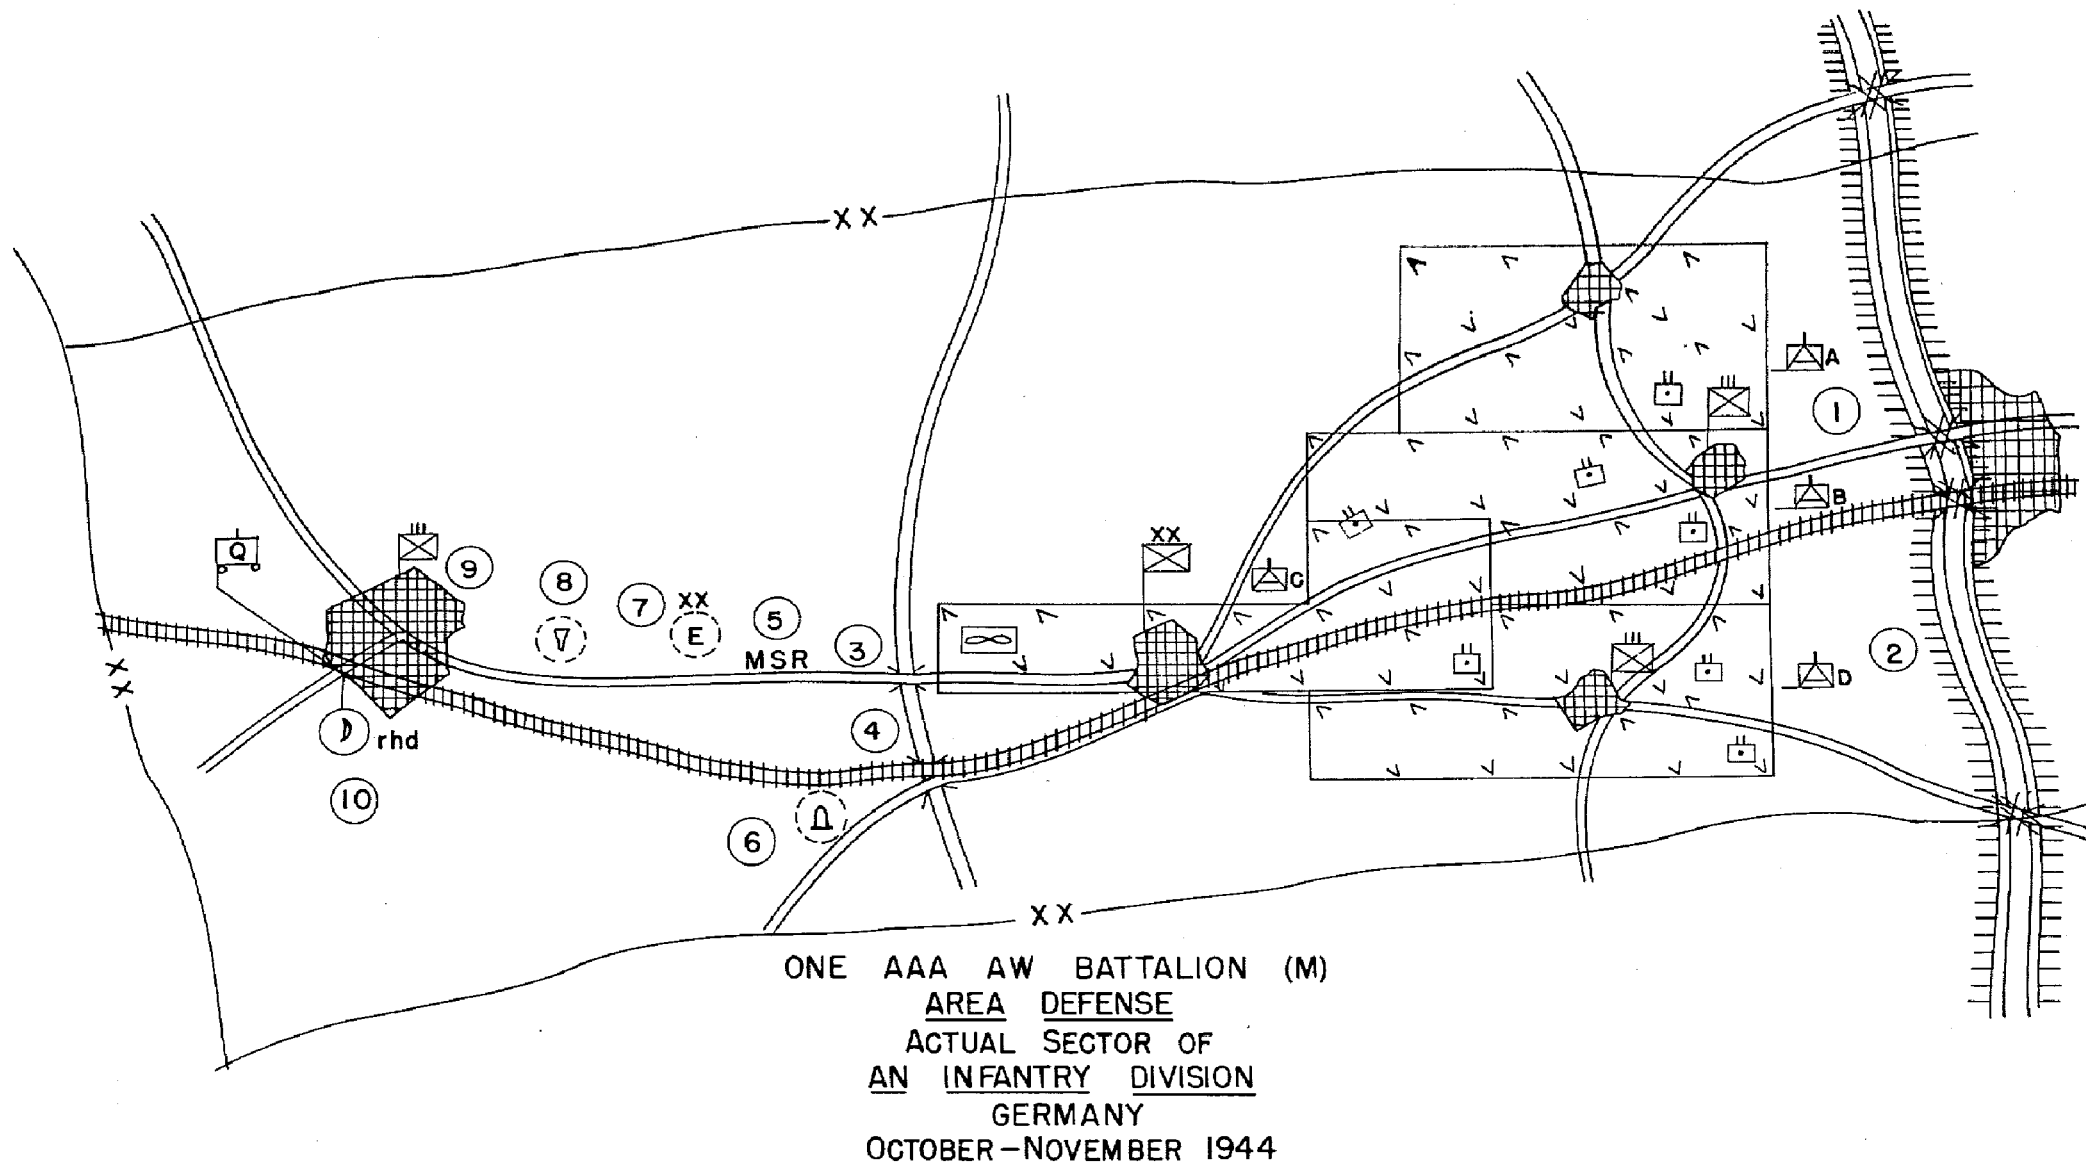 XX
A
1
B
XX
Q
9
8
7
XX
E
5
MSR
3
C
2
D
XX
4
rhd
10
6
XX
ONE AAA AW BATTALION (M)
AREA DEFENSE
ACTUAL SECTOR OF
AN INFANTRY DIVISION
GERMANY
OCTOBER–NOVEMBER 1944